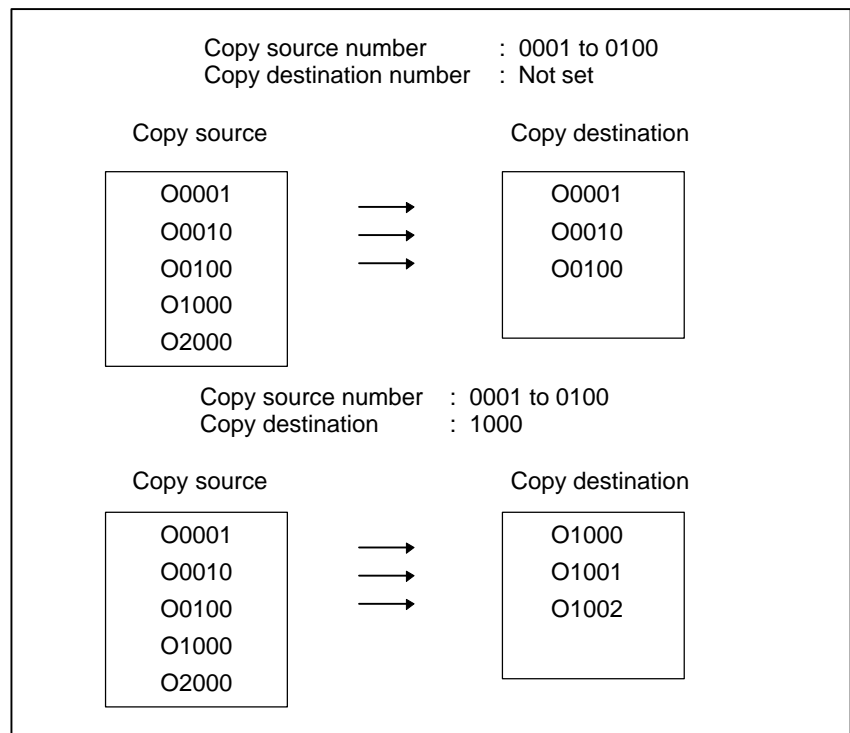 Copy source number : 0001 to 0100
Copy destination number : Not set
Copy source Copy destination
O0001 O0001
O0010 O0010
O0100 O0100
O1000
O2000
Copy source number : 0001 to 0100
Copy destination : 1000
Copy source Copy destination
O0001 O1000
O0010 O1001
O0100 O1002
O1000
O2000